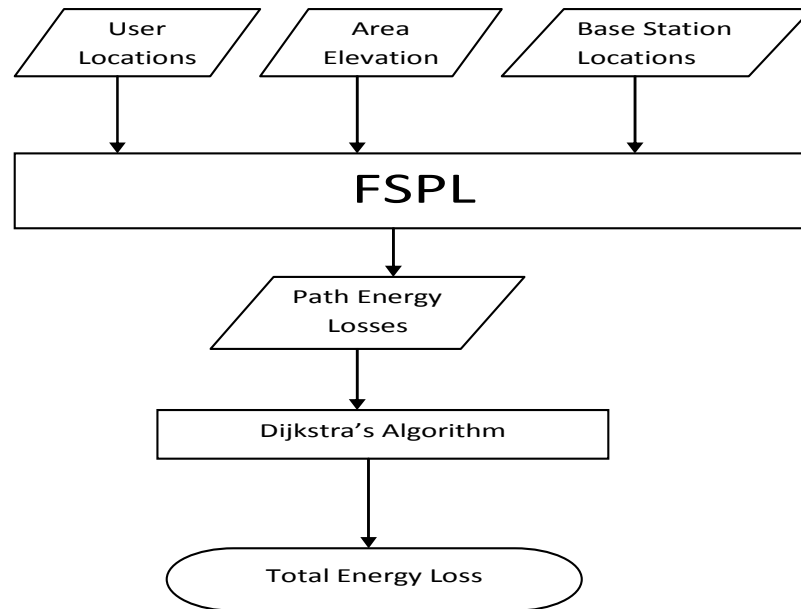 User
Locations
Area
Elevation
Base Station
Locations
FSPL
Path Energy
Losses
Dijkstra’s Algorithm
Total Energy Loss